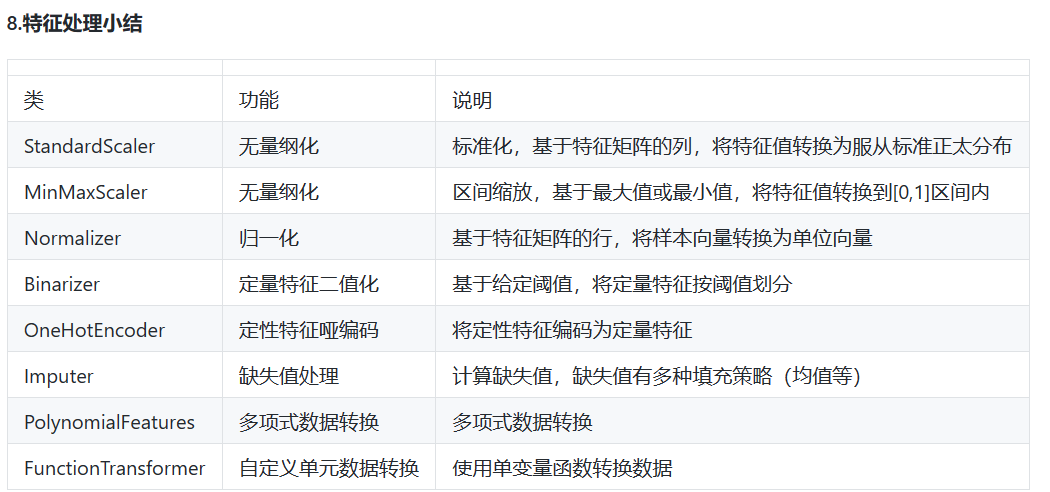 8.特征处理小结
类 功能 说明
StandardScaler 无量纲化 标准化，基于特征矩阵的列，将特征值转换为服从标准正太分布
MinMaxScaler 无量纲化 区间缩放，基于最大值或最小值，将特征值转换到[0,1]区间内
Normalizer 归一化 基于特征矩阵的行，将样本向量转换为单位向量
Binarizer 定量特征二值化 基于给定阈值，将定量特征按阈值划分
OneHotEncoder 定性特征哑编码 将定性特征编码为定量特征
Imputer 缺失值处理 计算缺失值，缺失值有多种填充策略（均值等）
PolynomialFeatures 多项式数据转换 多项式数据转换
FunctionTransformer 自定义单元数据转换 使用单变量函数转换数据